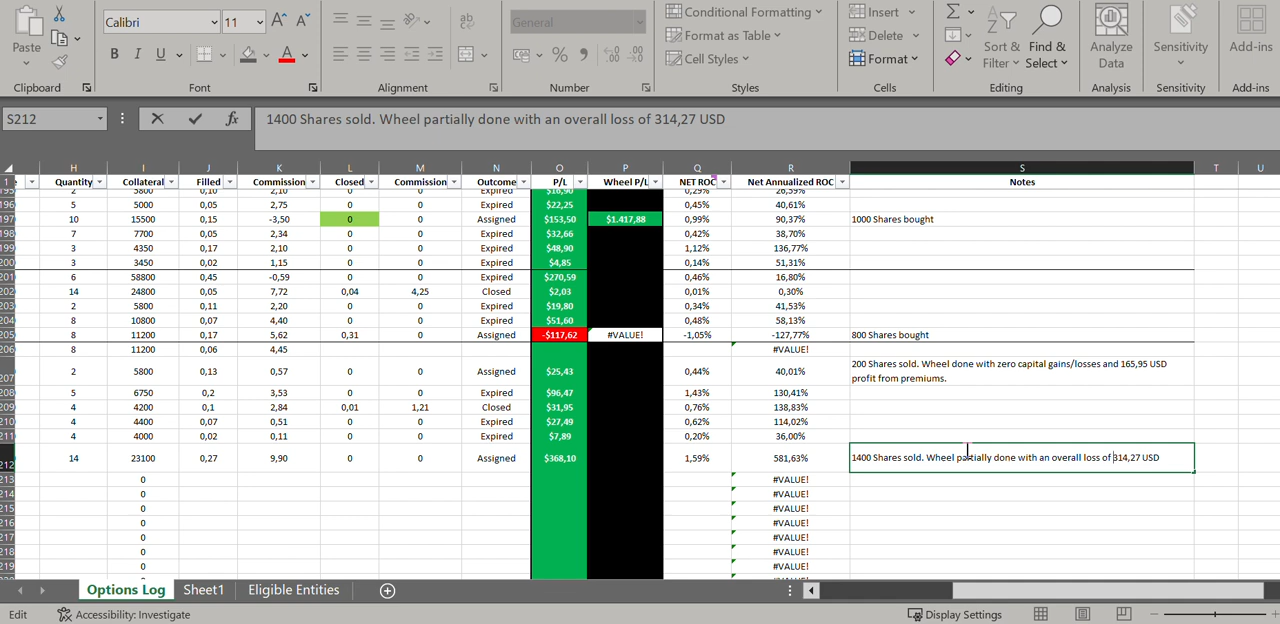 Calibri 11 A A ab General Conditional Formatting Insert Σ A Z
Paste Format as Table Delete Sort & Find & Analyze Sensitivity Add-ins
B I U A % 9 Cell Styles Format Filter Select Data
Clipboard Font Alignment Number Styles Cells Editing Analysis Sensitivity Add-ins
S212 fx 1400 Shares sold. Wheel partially done with an overall loss of 314,27 USD
H I J K L M N O P Q R S T U
1 Quantity Collateral Filled Commission Closed Commission Outcome P/L Wheel P/L NET ROC Net Annualized ROC Notes
195 2 5800 0,10 2,10 0 0 Expired $16,90 0,29% 26,59%
196 5 5000 0,05 2,75 0 0 Expired $22,25 0,45% 40,61%
197 10 15500 0,15 -3,50 0 0 Assigned $153,50 $1.417,88 0,99% 90,37% 1000 Shares bought
198 7 7700 0,05 2,34 0 0 Expired $32,66 0,42% 38,70%
199 3 4350 0,17 2,10 0 0 Expired $48,90 1,12% 136,77%
200 3 3450 0,02 1,15 0 0 Expired $4,85 0,14% 51,31%
201 6 58800 0,45 -0,59 0 0 Expired $270,59 0,46% 16,80%
202 14 24800 0,05 7,72 0,04 4,25 Closed $2,03 0,01% 0,30%
203 2 5800 0,11 2,20 0 0 Expired $19,80 0,34% 41,53%
204 8 10800 0,07 4,40 0 0 Expired $51,60 0,48% 58,13%
205 8 11200 0,17 5,62 0,31 0 Assigned -$117,62 #VALUE! -1,05% -127,77% 800 Shares bought
206 8 11200 0,06 4,45 #VALUE!
207 2 5800 0,13 0,57 0 0 Assigned $25,43 0,44% 40,01% 200 Shares sold. Wheel done with zero capital gains/losses and 165,95 USD
profit from premiums.
208 5 6750 0,2 3,53 0 0 Expired $96,47 1,43% 130,41%
209 4 4200 0,1 2,84 0,01 1,21 Closed $31,95 0,76% 138,83%
210 4 4400 0,07 0,51 0 0 Expired $27,49 0,62% 114,02%
211 4 4000 0,02 0,11 0 0 Expired $7,89 0,20% 36,00%
212 14 23100 0,27 9,90 0 0 Assigned $368,10 1,59% 581,63% 1400 Shares sold. Wheel partially done with an overall loss of 314,27 USD
213 0 #VALUE!
214 0 #VALUE!
215 0 #VALUE!
216 0 #VALUE!
217 0 #VALUE!
218 0 #VALUE!
219 0 #VALUE!
Options Log Sheet1 Eligible Entities
Edit Accessibility: Investigate Display Settings